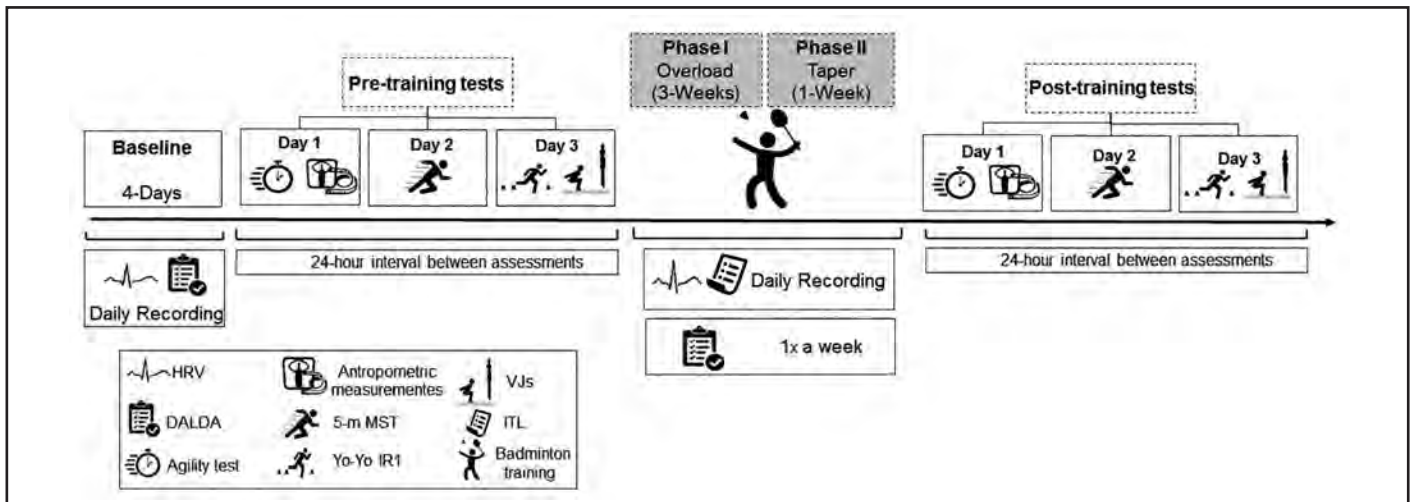 Pre-training tests
Phase I
Overload
(3-Weeks)
Phase II
Taper
(1-Week)
Post-training tests
Baseline
4-Days
Day 1
Day 2
Day 3
Day 1
Day 2
Day 3
24-hour interval between assessments
24-hour interval between assessments
Daily Recording
Daily Recording
1x a week
HRV
Antropometric
measurementes
VJs
DALDA
5-m MST
ITL
Agility test
Yo-Yo IR1
Badminton
training